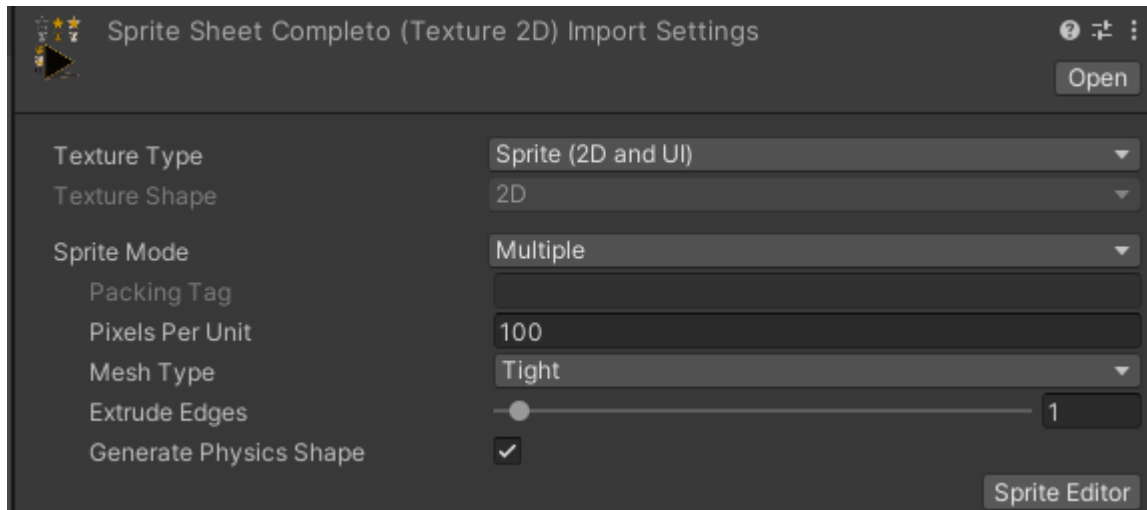 Sprite Sheet Completo (Texture 2D) Import Settings
Open
Texture Type Sprite (2D and UI)
Texture Shape 2D
Sprite Mode Multiple
Packing Tag
Pixels Per Unit 100
Mesh Type Tight
Extrude Edges 1
Generate Physics Shape
Sprite Editor